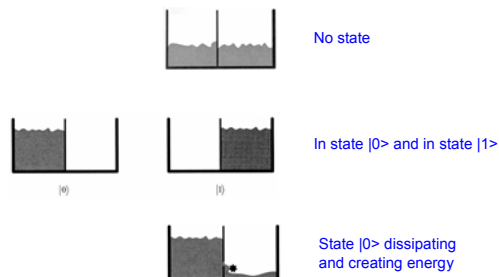 No state
In state |0> and in state |1>
|0⟩ |1⟩
State |0> dissipating
and creating energy